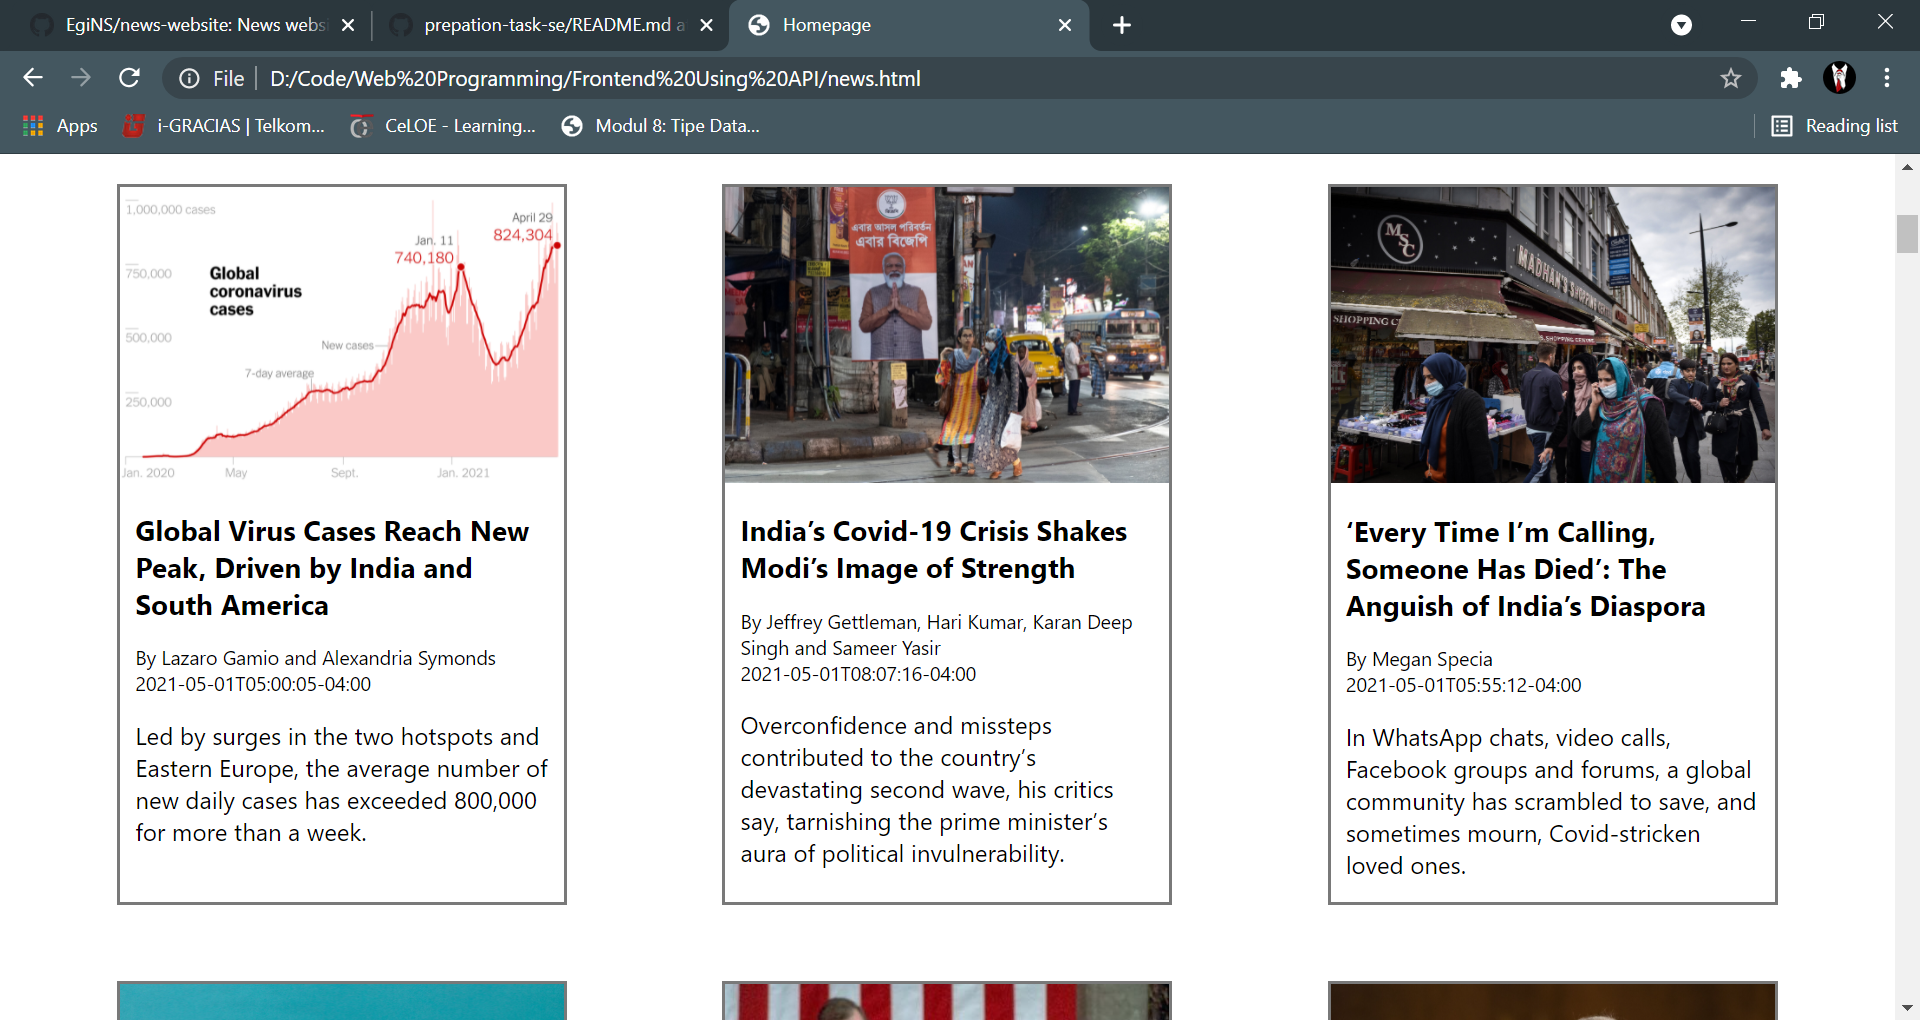 EgiNS/news-website: News webs
prepation-task-se/README.md a
Homepage
File
D:/Code/Web%20Programming/Frontend%20Using%20API/news.html
Apps
i-GRACIAS | Telkom...
CeLOE - Learning...
Modul 8: Tipe Data...
Reading list
1,000,000 cases
April 29
824,304
Jan. 11
740,180
750,000
Global
coronavirus
cases
500,000
New cases
7-day average
250,000
Jan. 2020
May
Sept.
Jan. 2021
Global Virus Cases Reach New
Peak, Driven by India and
South America
By Lazaro Gamio and Alexandria Symonds
2021-05-01T05:00:05-04:00
Led by surges in the two hotspots and
Eastern Europe, the average number of
new daily cases has exceeded 800,000
for more than a week.
এবার আসল পরিবর্তন
এবার বিজেপি
India’s Covid-19 Crisis Shakes
Modi’s Image of Strength
By Jeffrey Gettleman, Hari Kumar, Karan Deep
Singh and Sameer Yasir
2021-05-01T08:07:16-04:00
Overconfidence and missteps
contributed to the country’s
devastating second wave, his critics
say, tarnishing the prime minister’s
aura of political invulnerability.
MSC
MADHAN'S SHOPPING
SHOPPING C
‘Every Time I’m Calling,
Someone Has Died’: The
Anguish of India’s Diaspora
By Megan Specia
2021-05-01T05:55:12-04:00
In WhatsApp chats, video calls,
Facebook groups and forums, a global
community has scrambled to save, and
sometimes mourn, Covid-stricken
loved ones.